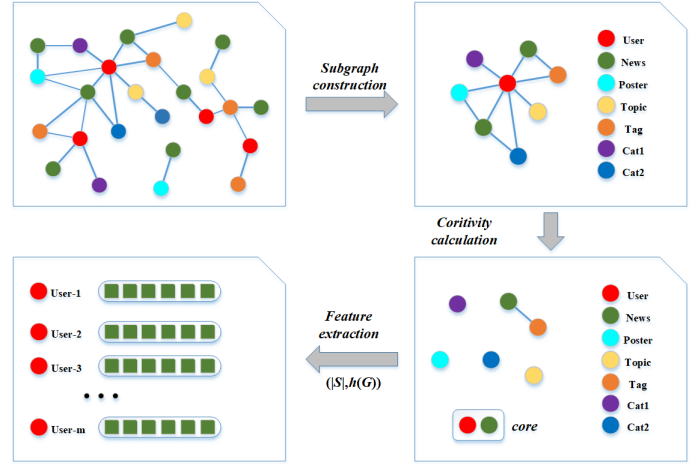 Subgraph
construction
User
News
Poster
Topic
Tag
Cat1
Cat2
Coritivity
calculation
User
News
Poster
Topic
Tag
Cat1
Cat2
core
Feature
extraction
(|S|,h(G))
User-1
User-2
User-3
• • •
User-m